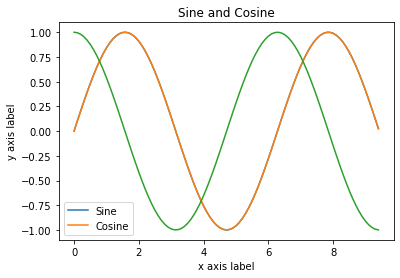 Sine and Cosine
1.00
0.75
0.50
0.25
0.00
−0.25
−0.50
−0.75
−1.00
y axis label
Sine
Cosine
0 2 4 6 8
x axis label